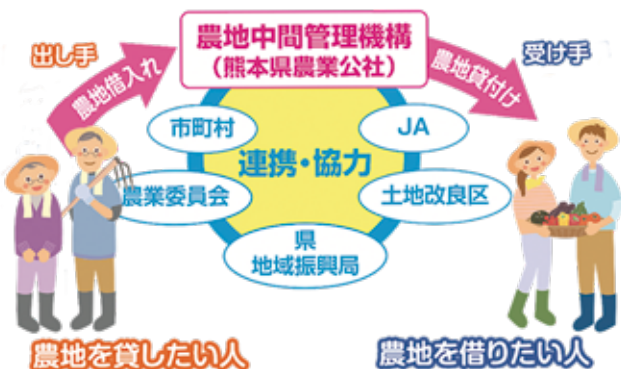 農地中間管理機構
（熊本県農業公社）
出し手
受け手
農地借入れ
農地貸付け
市町村
JA
連携・協力
農業委員会
土地改良区
県
地域振興局
農地を貸したい人
農地を借りたい人